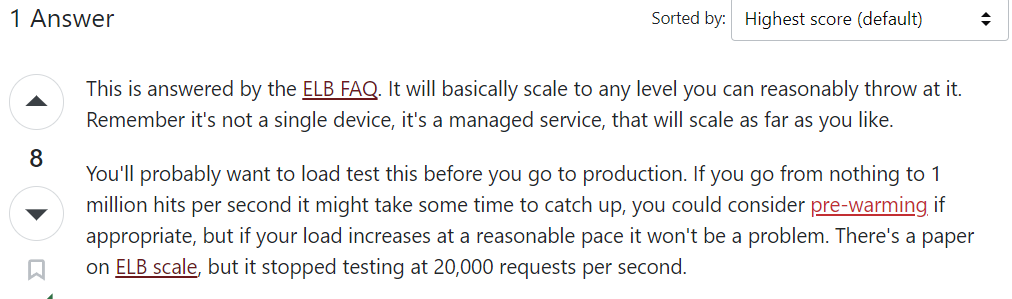 1 Answer
Sorted by: Highest score (default)
This is answered by the ELB FAQ. It will basically scale to any level you can reasonably throw at it.
Remember it's not a single device, it's a managed service, that will scale as far as you like.
8
You'll probably want to load test this before you go to production. If you go from nothing to 1
million hits per second it might take some time to catch up, you could consider pre-warming if
appropriate, but if your load increases at a reasonable pace it won't be a problem. There's a paper
on ELB scale, but it stopped testing at 20,000 requests per second.